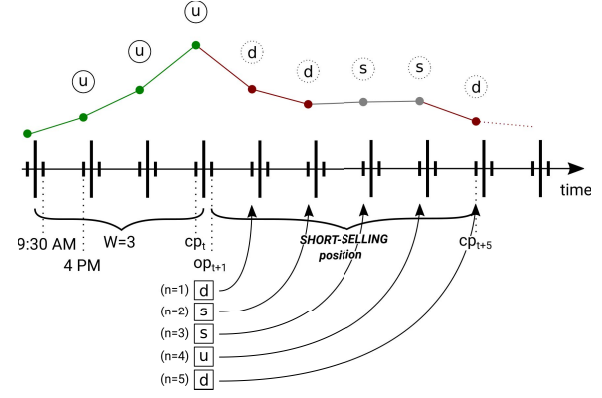 u
u
u
d
d
s
s
d
time
9:30 AM
W=3
cpt
SHORT-SELLING
position
cpt+5
4 PM
opt+1
(n=1) d
(n=2) s
(n=3) s
(n=4) u
(n=5) d